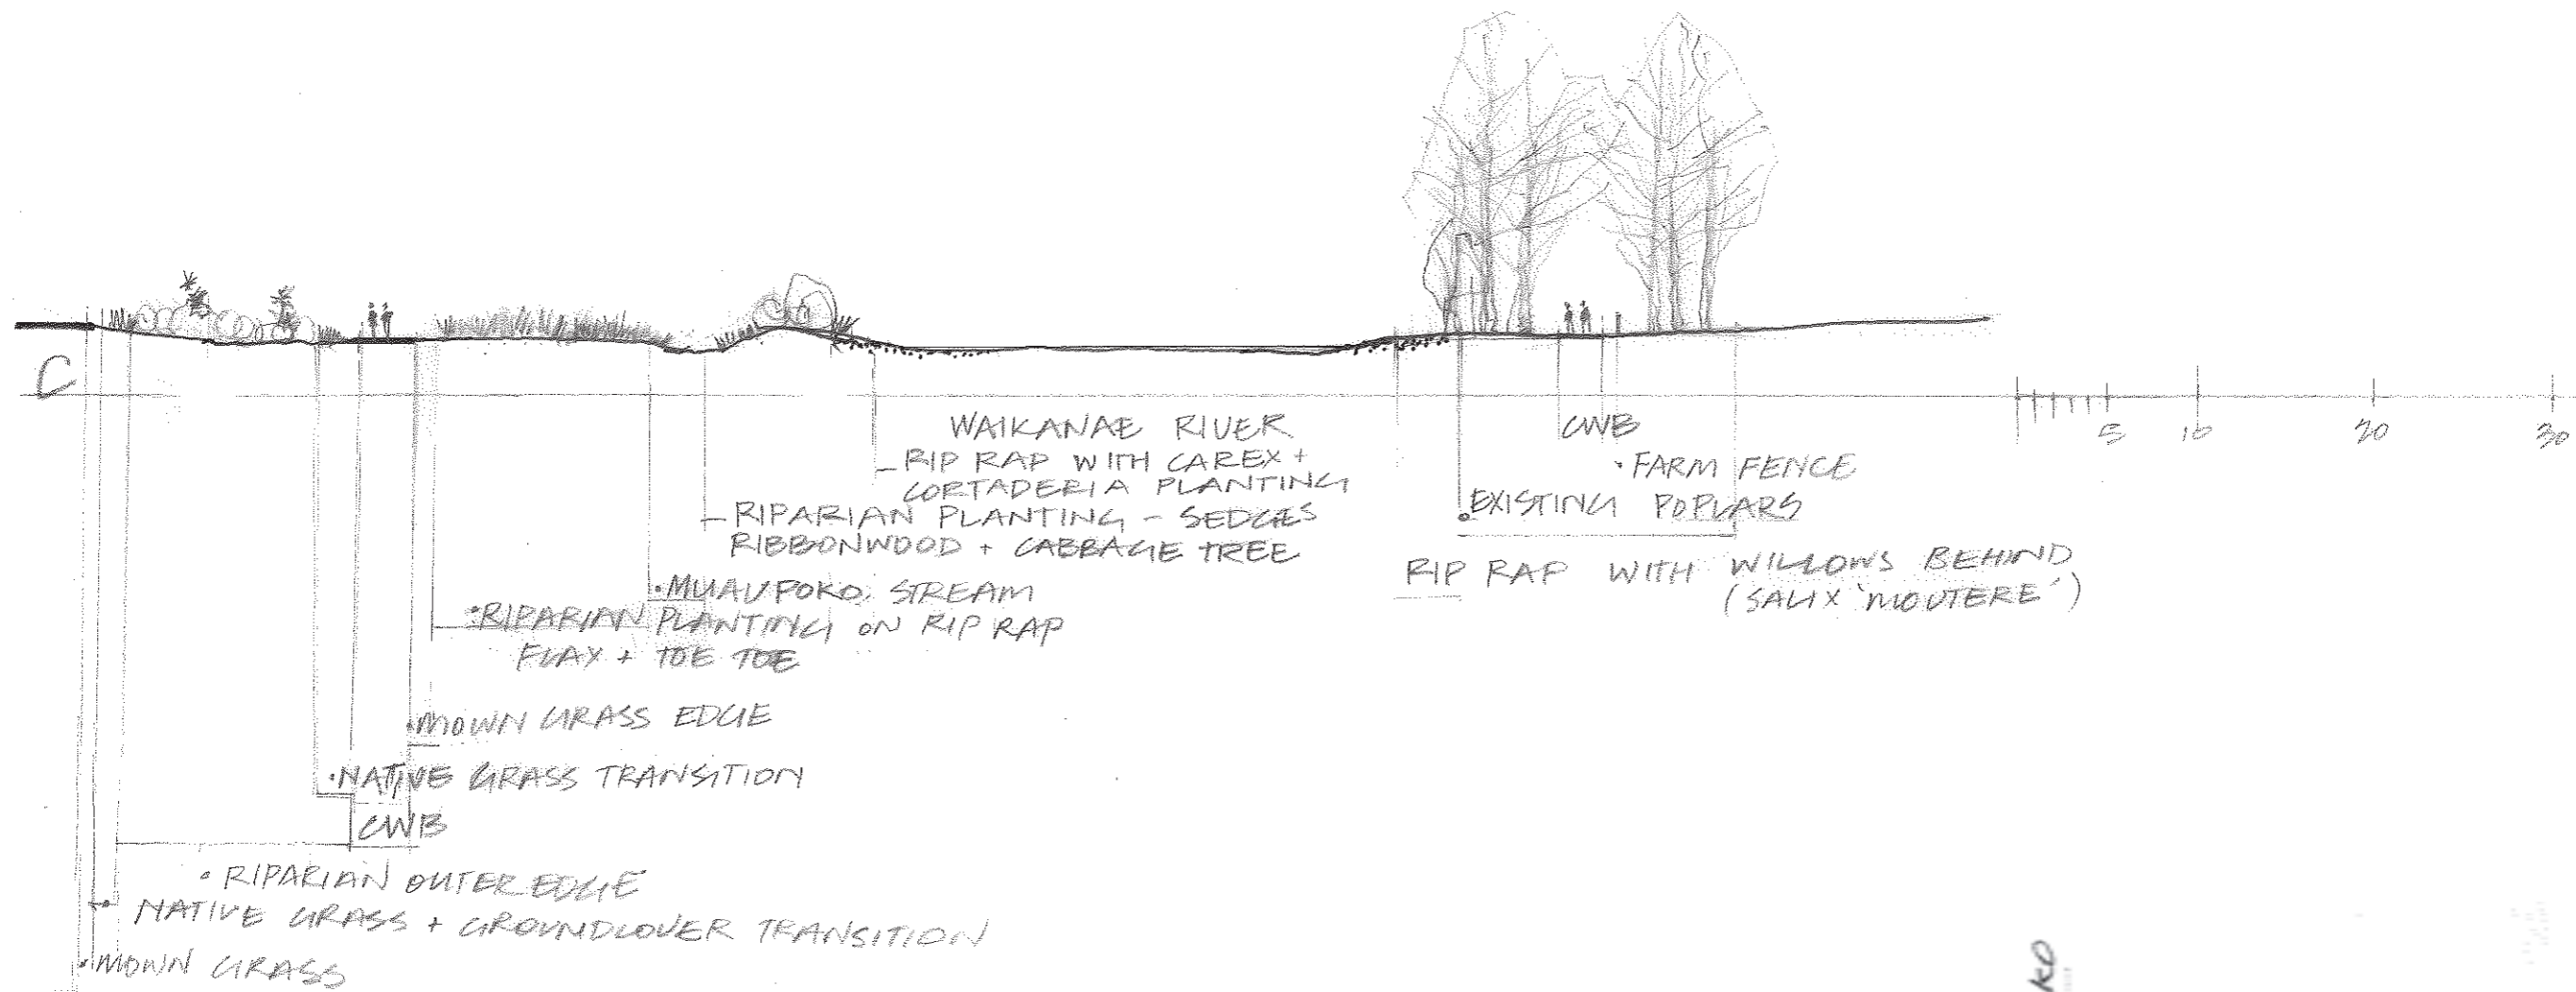 C
5 10 20 30
WAIKANAE RIVER
RIP RAP WITH CAREX +
CORTADERIA PLANTING
RIPARIAN PLANTING - SEDGES
RIBBONWOOD + CABBAGE TREE
• MUAUPOKO STREAM
• RIPARIAN PLANTING ON RIP RAP
FLAX + TOE TOE
• MOWN GRASS EDGE
• NATIVE GRASS TRANSITION
CWB
• RIPARIAN OUTER EDGE
• NATIVE GRASS + GROUNDCOVER TRANSITION
• MOWN GRASS
CWB
• FARM FENCE
• EXISTING POPLARS
RIP RAP WITH WILLOWS BEHIND
(SALIX 'MOUTERE')
KO